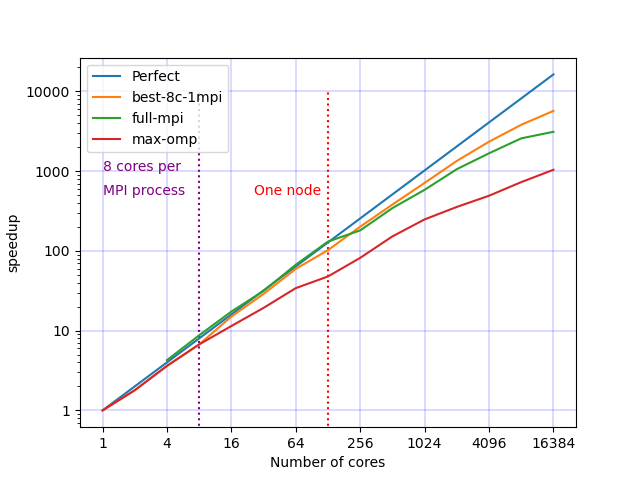 Perfect
best-8c-1mpi
full-mpi
max-omp
8 cores per
MPI process
One node
speedup
10000
1000
100
10
1
1 4 16 64 256 1024 4096 16384
Number of cores